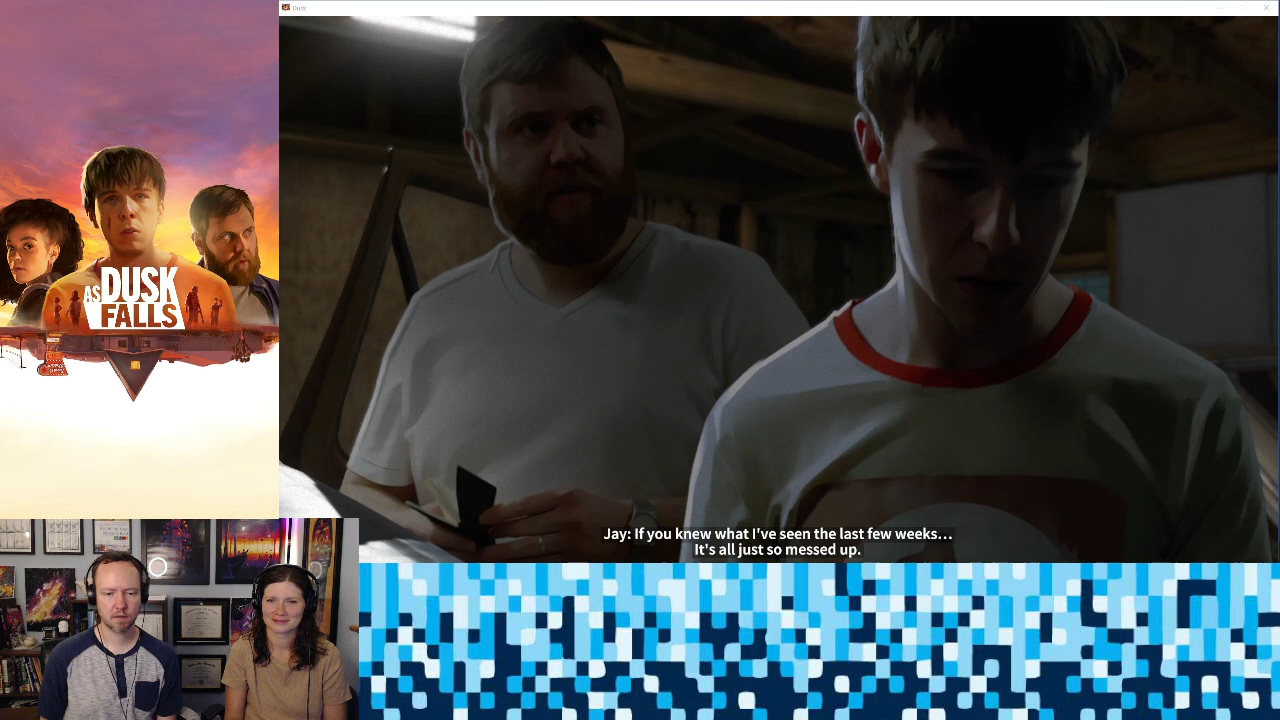 Dusk
AS DUSK
FALLS
Jay: If you knew what I've seen the last few weeks…
It's all just so messed up.